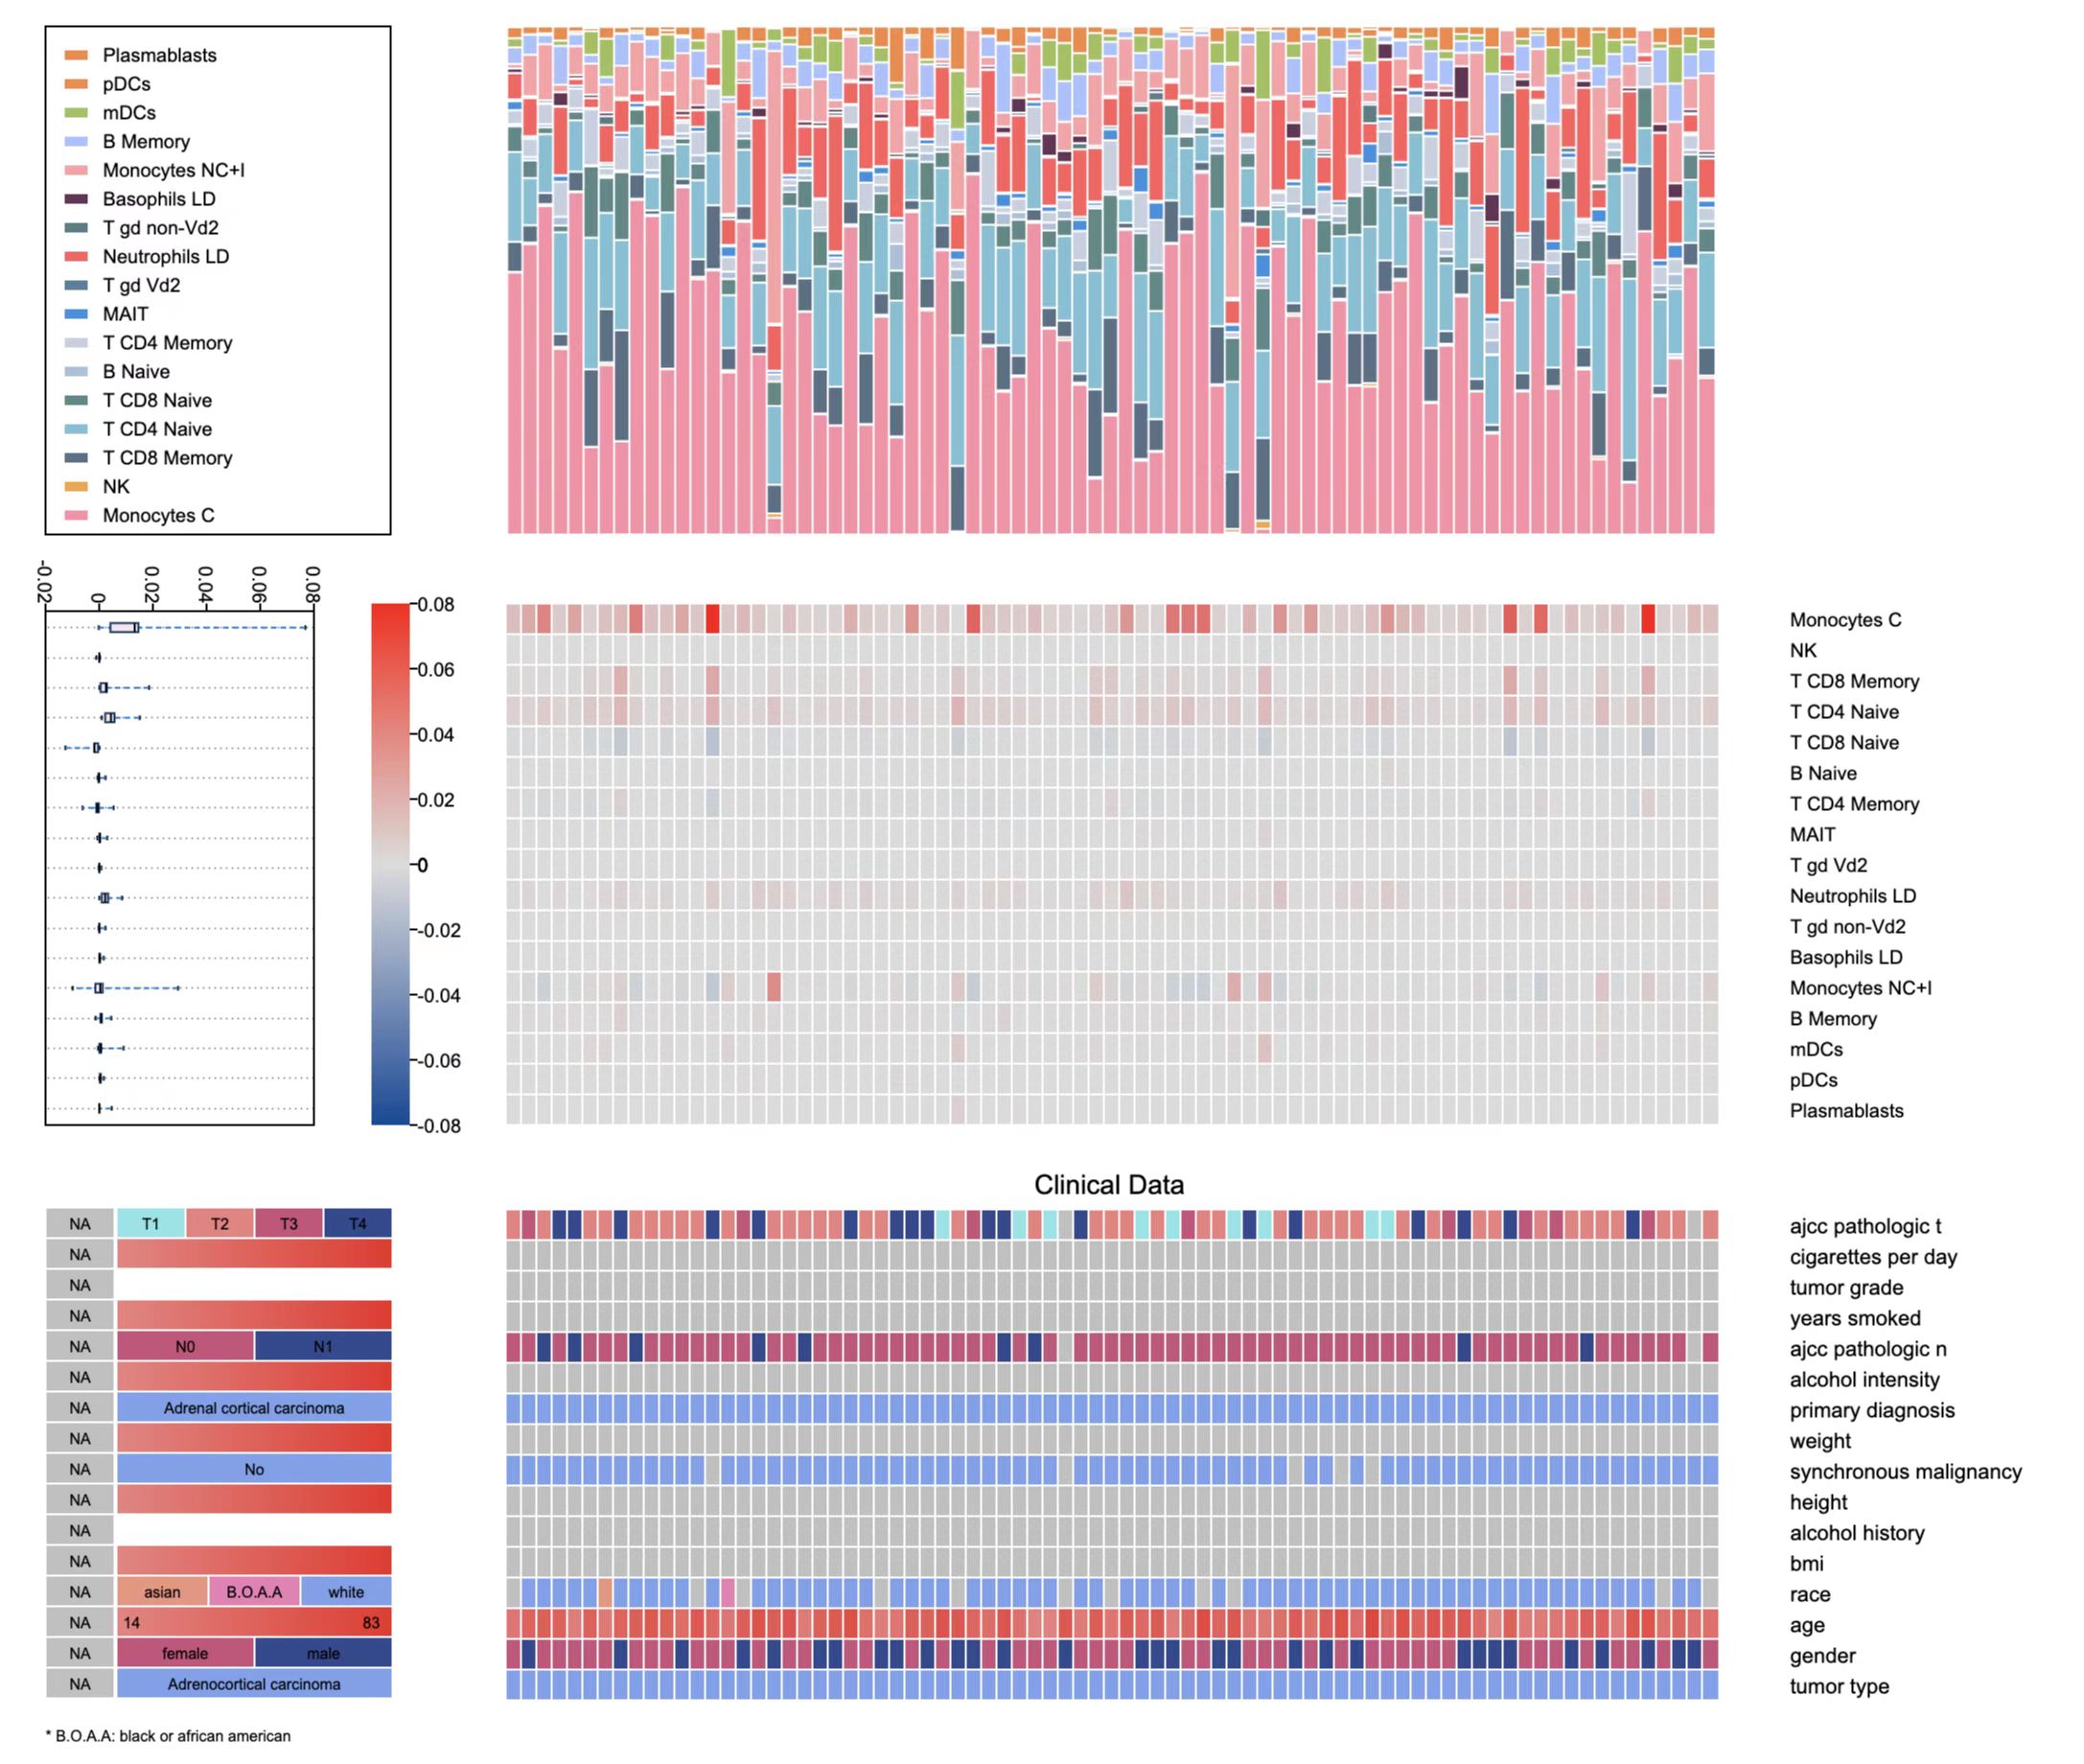 Plasmablasts
pDCs
mDCs
B Memory
Monocytes NC+I
Basophils LD
T gd non-Vd2
Neutrophils LD
T gd Vd2
MAIT
T CD4 Memory
B Naive
T CD8 Naive
T CD4 Naive
T CD8 Memory
NK
Monocytes C
-0.02 0 0.02 0.04 0.06 0.08
0.08
0.06
0.04
0.02
0
-0.02
-0.04
-0.06
-0.08
Monocytes C
NK
T CD8 Memory
T CD4 Naive
T CD8 Naive
B Naive
T CD4 Memory
MAIT
T gd Vd2
Neutrophils LD
T gd non-Vd2
Basophils LD
Monocytes NC+I
B Memory
mDCs
pDCs
Plasmablasts
Clinical Data
NA T1 T2 T3 T4 ajcc pathologic t
NA cigarettes per day
NA tumor grade
NA years smoked
NA N0 N1 ajcc pathologic n
NA alcohol intensity
NA Adrenal cortical carcinoma primary diagnosis
NA weight
NA No synchronous malignancy
NA height
NA alcohol history
NA bmi
NA asian B.O.A.A white race
NA 14 83 age
NA female male gender
NA Adrenocortical carcinoma tumor type
* B.O.A.A: black or african american